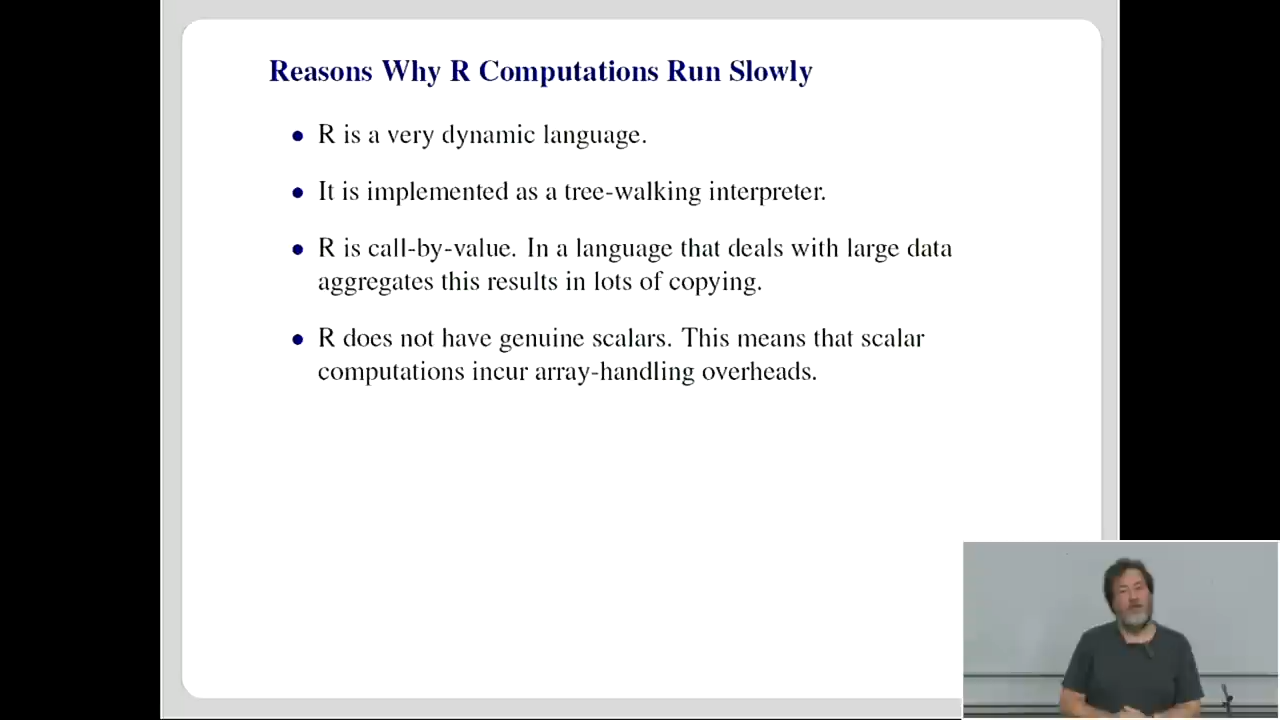 Reasons Why R Computations Run Slowly
• R is a very dynamic language.
• It is implemented as a tree-walking interpreter.
• R is call-by-value. In a language that deals with large data
aggregates this results in lots of copying.
• R does not have genuine scalars. This means that scalar
computations incur array-handling overheads.